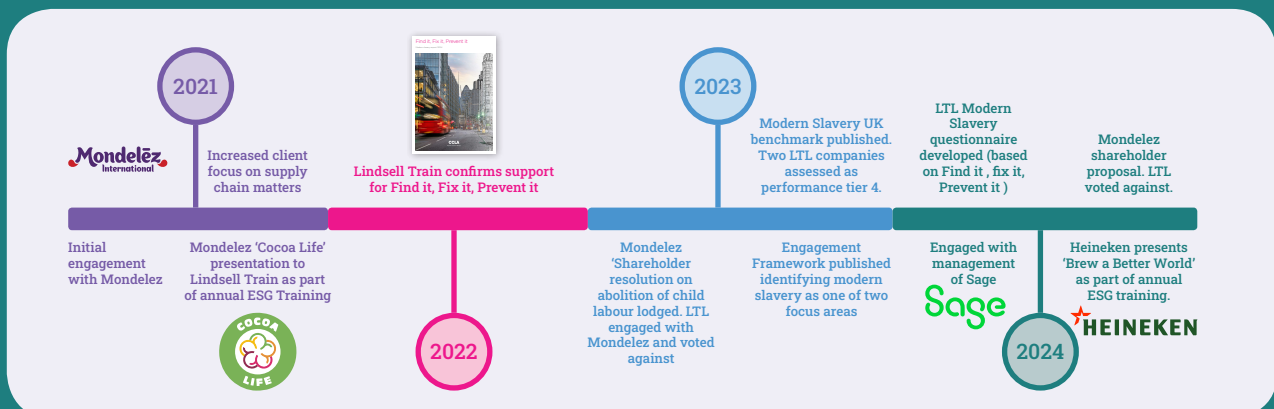 2021
Mondelēz
International
Increased client
focus on supply
chain matters
Initial
engagement
with Mondelez
Mondelez ‘Cocoa Life’
presentation to
Lindsell Train as part
of annual ESG Training
COCOA
LIFE
Find it, Fix it, Prevent it
CCLA
Lindsell Train confirms support
for Find it, Fix it, Prevent it
2022
2023
Modern Slavery UK
benchmark published.
Two LTL companies
assessed as
performance tier 4.
Mondelez
‘Shareholder
resolution on
abolition of child
labour lodged. LTL
engaged with
Mondelez and voted
against
Engagement
Framework published
identifying modern
slavery as one of two
focus areas
LTL Modern
Slavery
questionnaire
developed (based
on Find it , fix it,
Prevent it )
Mondelez
shareholder
proposal. LTL
voted against.
Engaged with
management
of Sage
Sage
2024
Heineken presents
‘Brew a Better World’
as part of annual
ESG training.
HEINEKEN